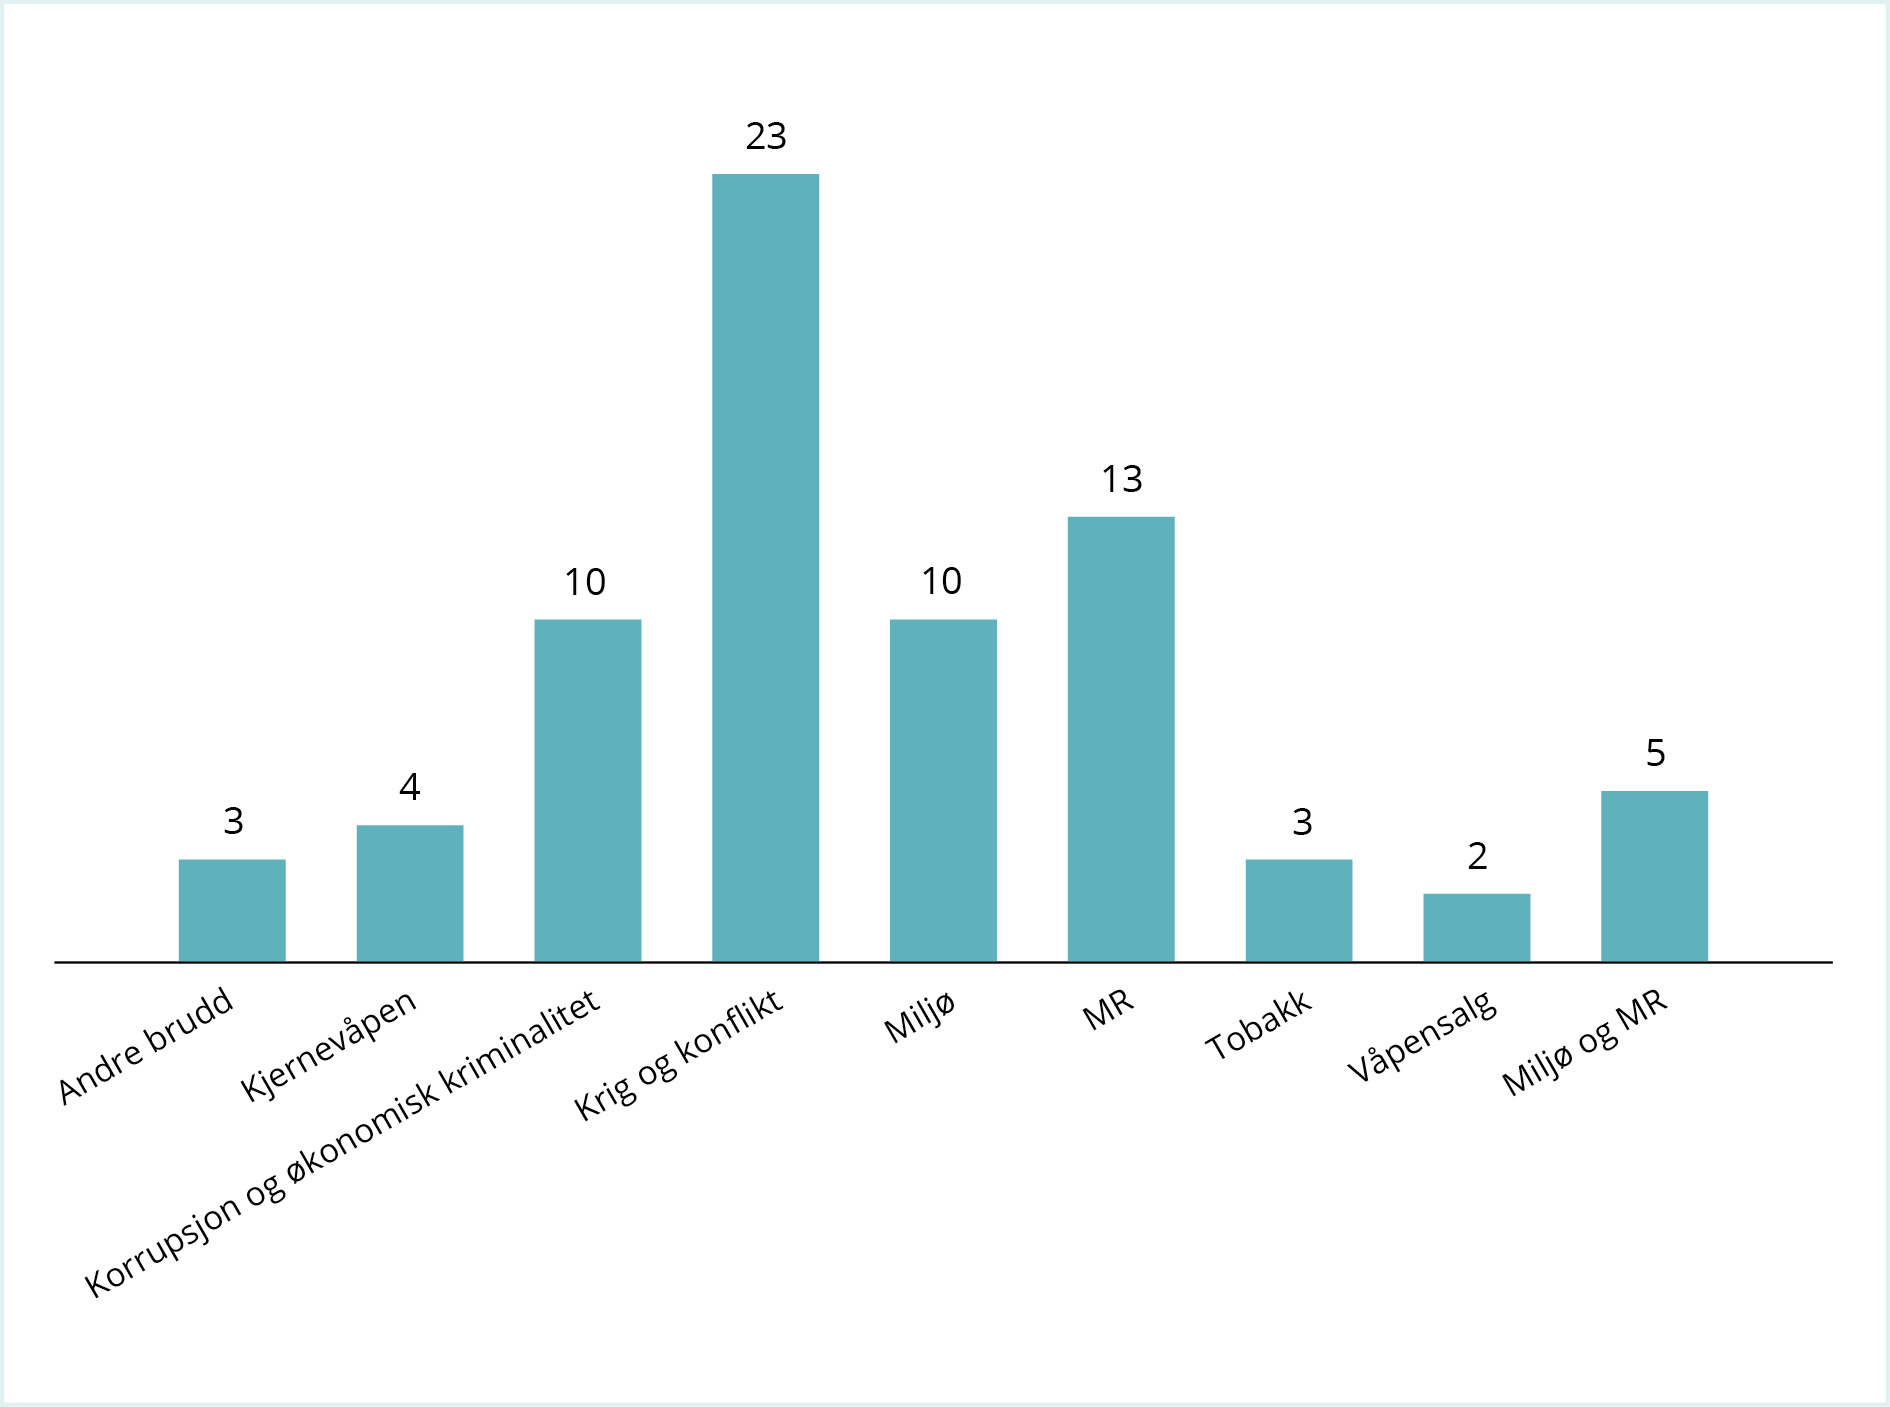 23
13
10
10
5
4
3
3
2
Andre brudd
Kjernevåpen
Korrupsjon og økonomisk kriminalitet
Krig og konflikt
Miljø
MR
Tobakk
Våpensalg
Miljø og MR